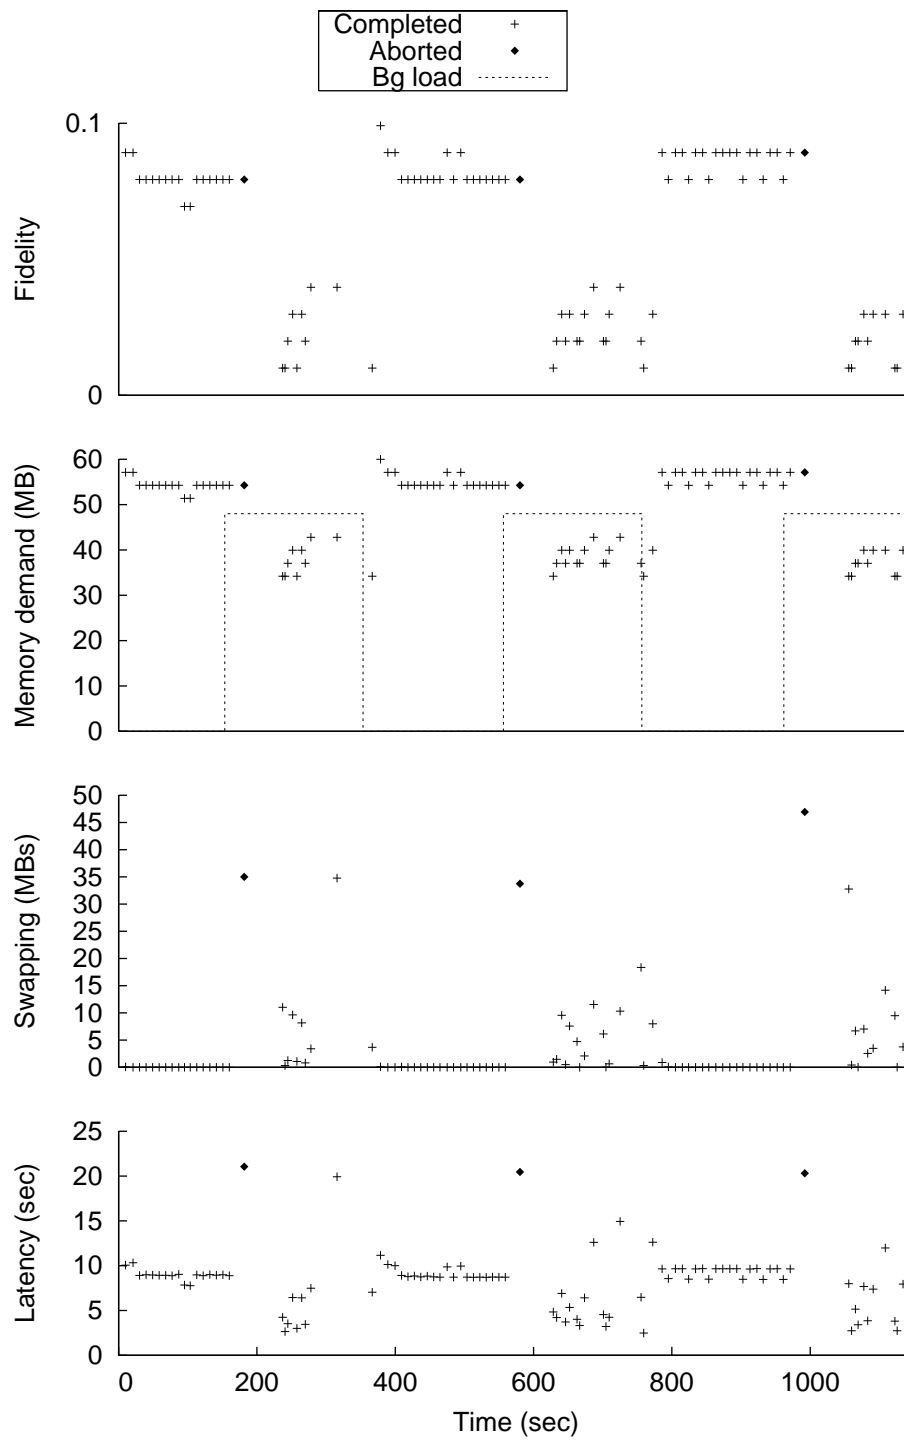 Completed
Aborted
Bg load
0.1
Fidelity
0
60
50
40
30
20
10
0
Memory demand (MB)
50
45
40
35
30
25
20
15
10
5
0
Swapping (MBs)
25
20
15
10
5
0
Latency (sec)
0 200 400 600 800 1000
Time (sec)